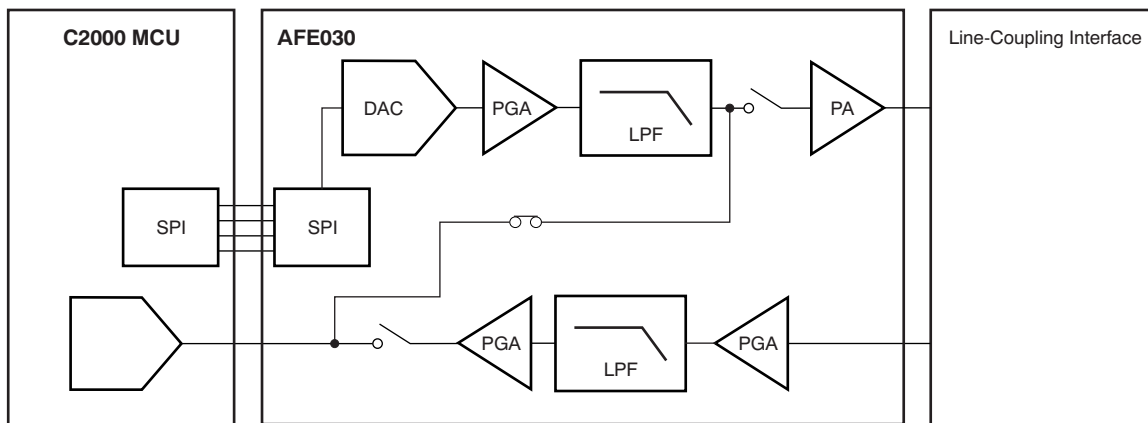 C2000 MCU
AFE030
Line-Coupling Interface
DAC
PGA
LPF
PA
SPI
SPI
PGA
LPF
PGA